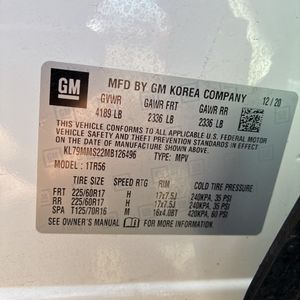 GM
MFD BY GM KOREA COMPANY
12/20
GVWR GAWR FRT GAWR RR
4189 LB 2336 LB 2336 LB
THIS VEHICLE CONFORMS TO ALL APPLICABLE U.S. FEDERAL MOTOR
VEHICLE SAFETY AND THEFT PREVENTION STANDARDS IN EFFECT
ON THE DATE OF MANUFACTURE SHOWN ABOVE.
KL79MMS22MB126496 TYPE: MPV
MODEL: 1TR56
TIRE SIZE SPEED RTG RIM COLD TIRE PRESSURE
FRT 225/60R17 H 17x7.5J 240KPA, 35 PSI
RR 225/60R17 H 17x7.5J 240KPA, 35 PSI
SPA T125/70R16 M 16x4.0BT 420KPA, 60 PSI
SEE OWNER'S MANUAL FOR MORE INFORMATION.